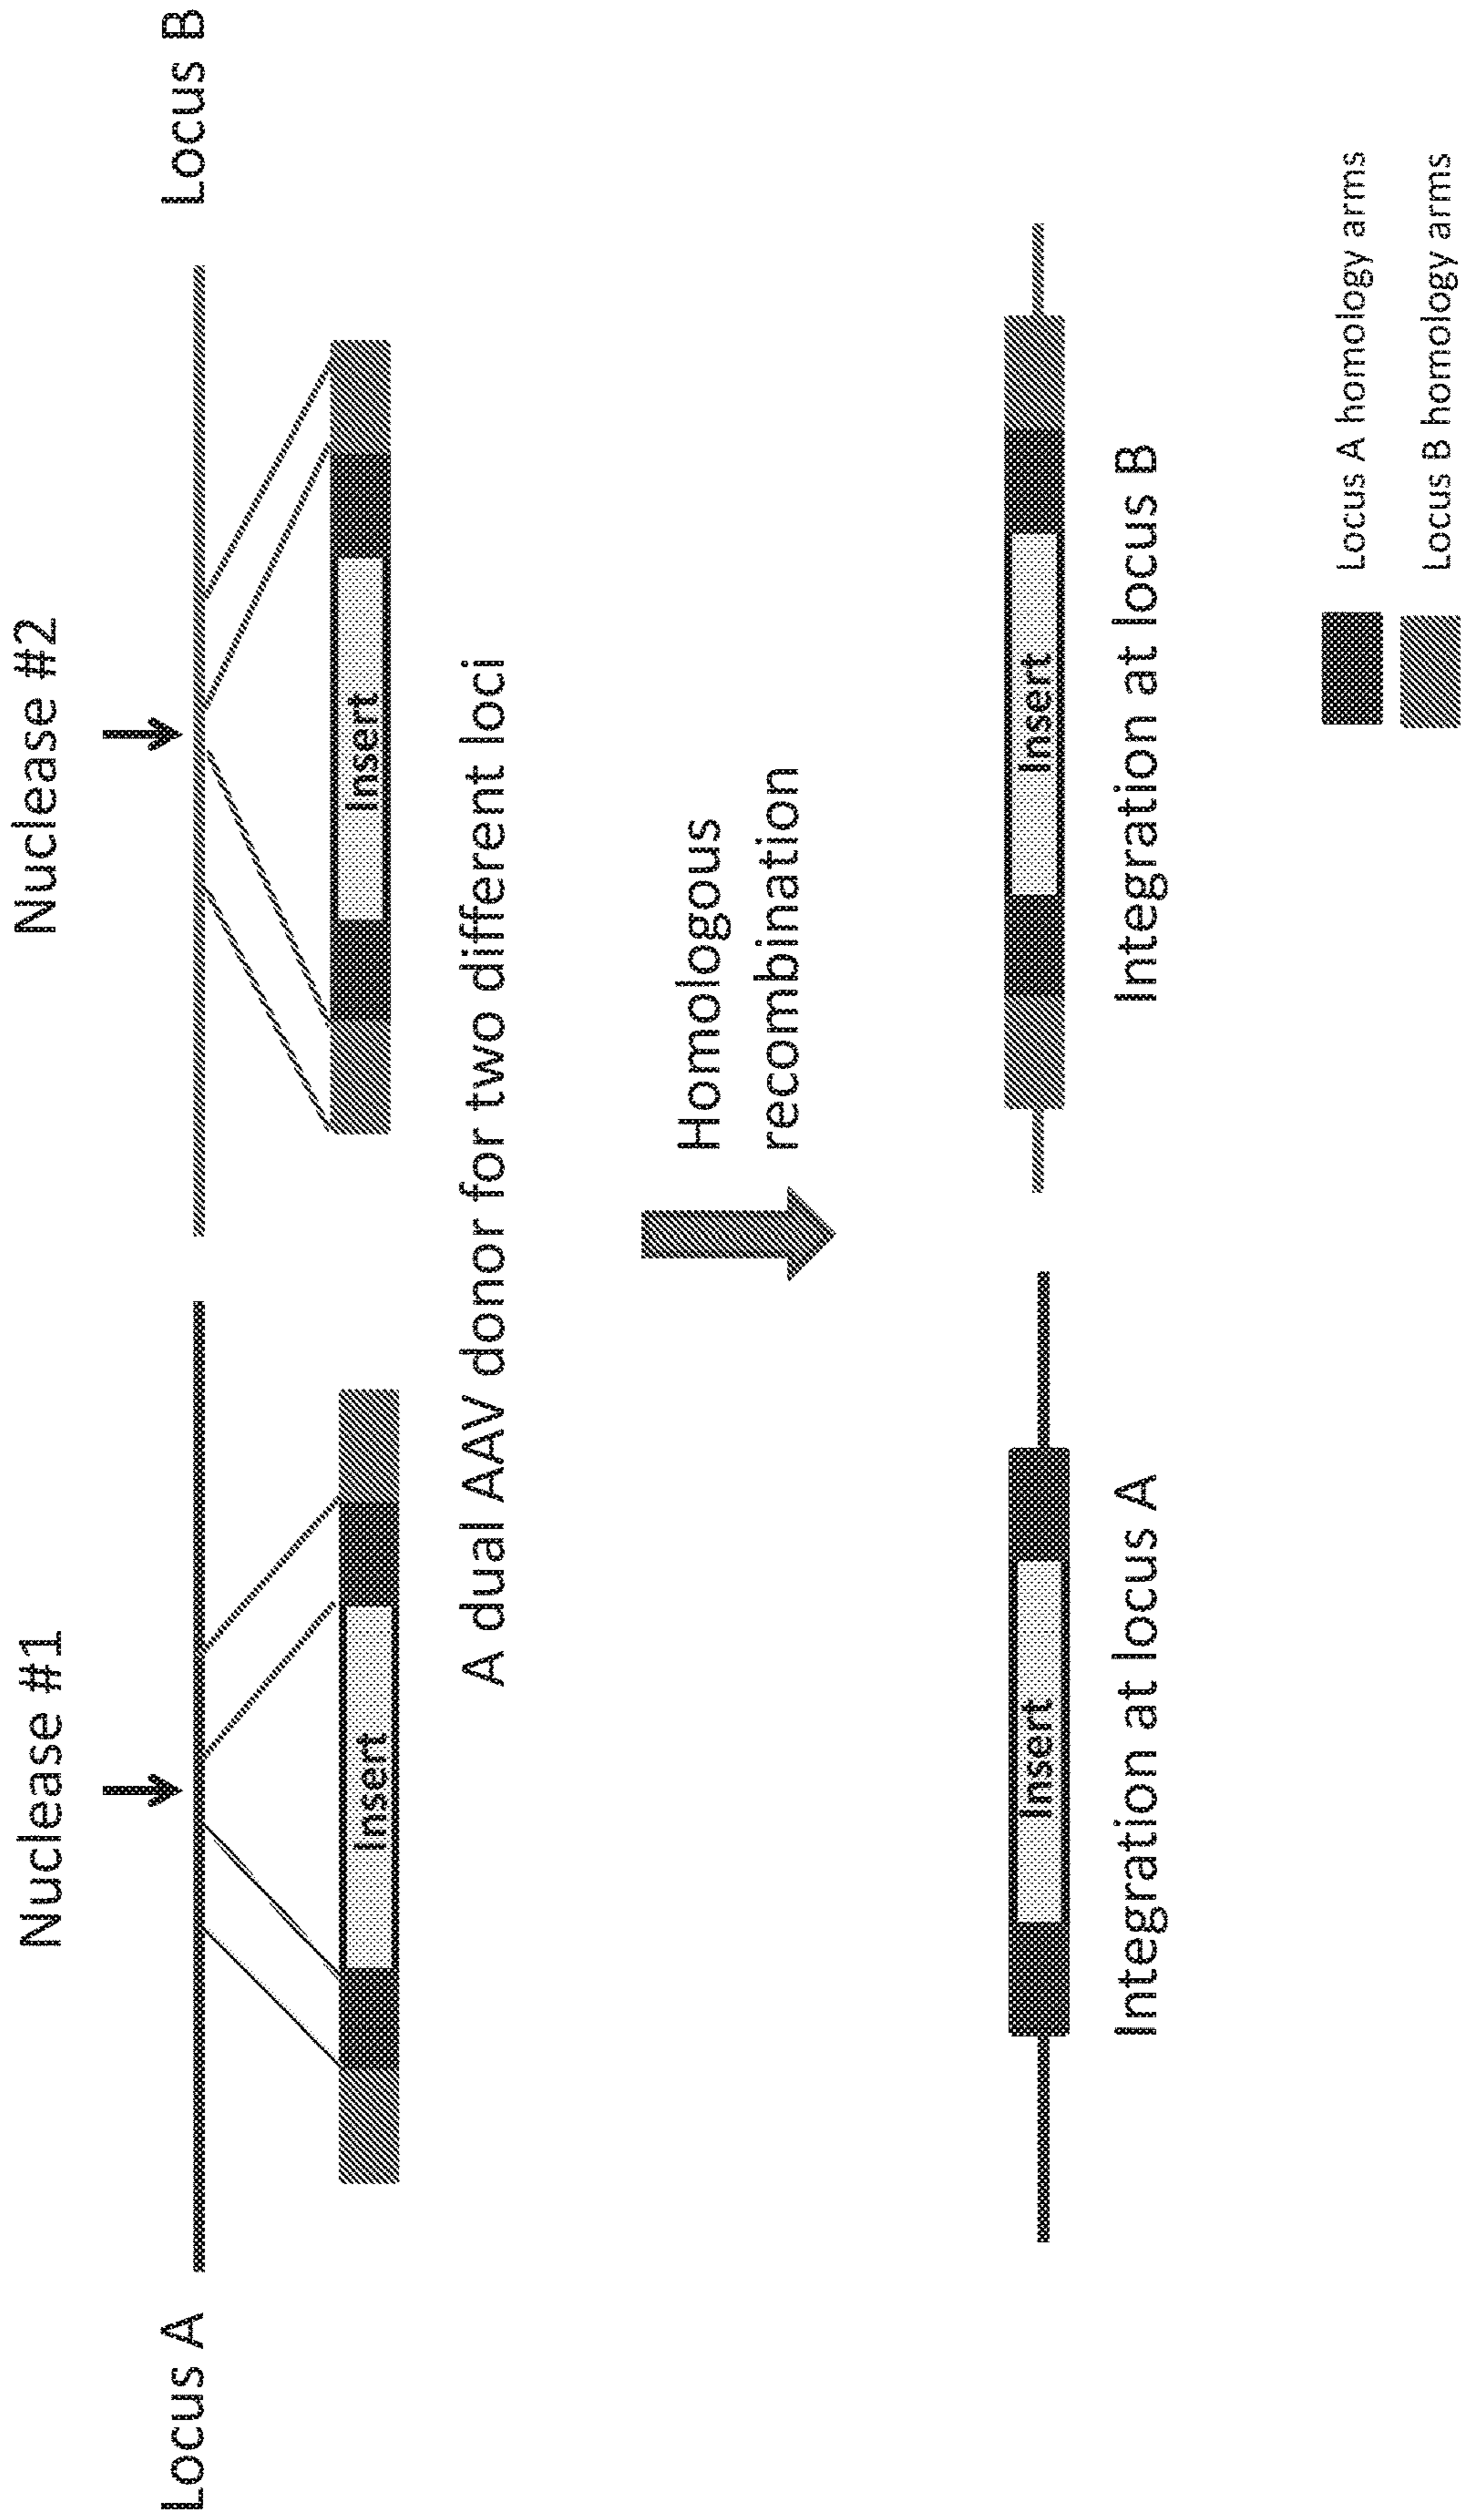 Nuclease #1
Nuclease #2
Locus A
Locus B
Insert
Insert
A dual AAV donor for two different loci
Homologous
recombination
Insert
Insert
Integration at locus A
Integration at locus B
Locus A homology arms
Locus B homology arms